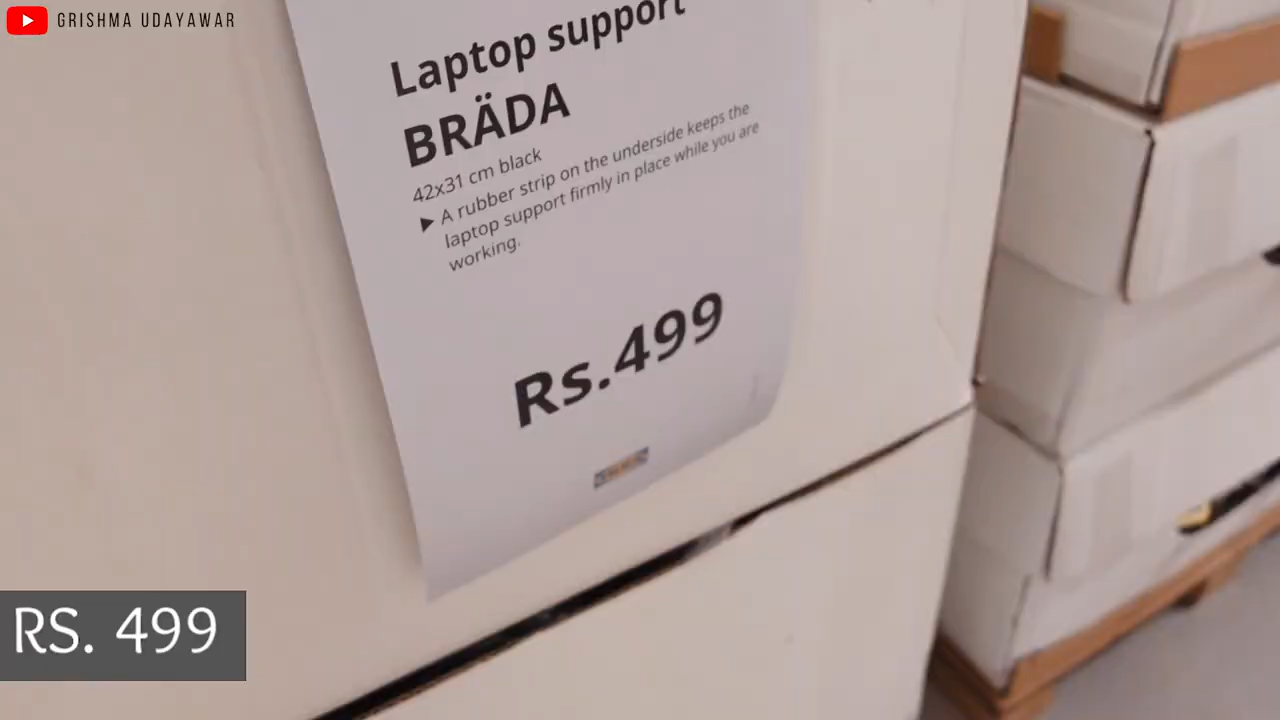 GRISHMA UDAYAWAR
Laptop support
BRÄDA
42x31 cm black
▶ A rubber strip on the underside keeps the
laptop support firmly in place while you are
working.
Rs.499
RS. 499